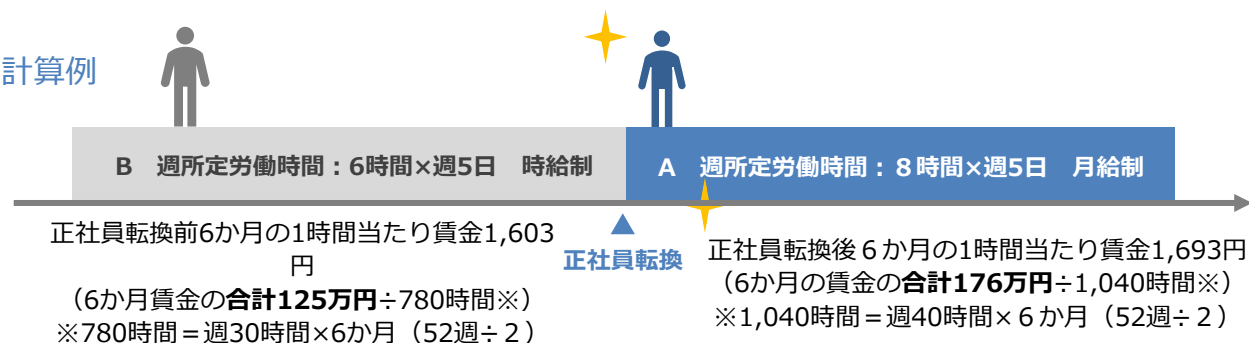 計算例
B 週所定労働時間：6時間×週5日 時給制
A 週所定労働時間：８時間×週5日 月給制
正社員転換前6か月の1時間当たり賃金1,603
円
（6か月賃金の合計125万円÷780時間※）
※780時間＝週30時間×6か月（52週÷２）
正社員転換
正社員転換後６か月の1時間当たり賃金1,693円
（6か月の賃金の合計176万円÷1,040時間※）
※1,040時間＝週40時間×６か月（52週÷２）